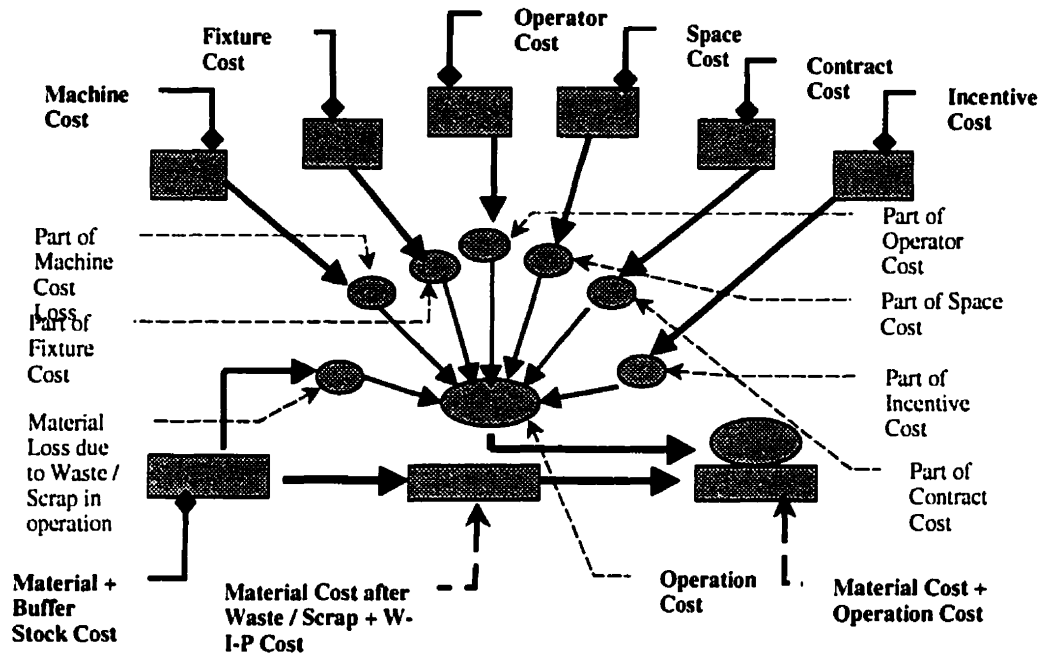 Operator
Cost
Fixture
Cost
Space
Cost
Contract
Cost
Machine
Cost
Incentive
Cost
Part of
Machine
Cost
Loss
Part of
Operator
Cost
Part of Space
Cost
Part of
Fixture
Cost
Part of
Incentive
Cost
Material
Loss due
to Waste /
Scrap in
operation
Part of
Contract
Cost
Material +
Buffer
Stock Cost
Material Cost after
Waste / Scrap + W-
I-P Cost
Operation
Cost
Material Cost +
Operation Cost